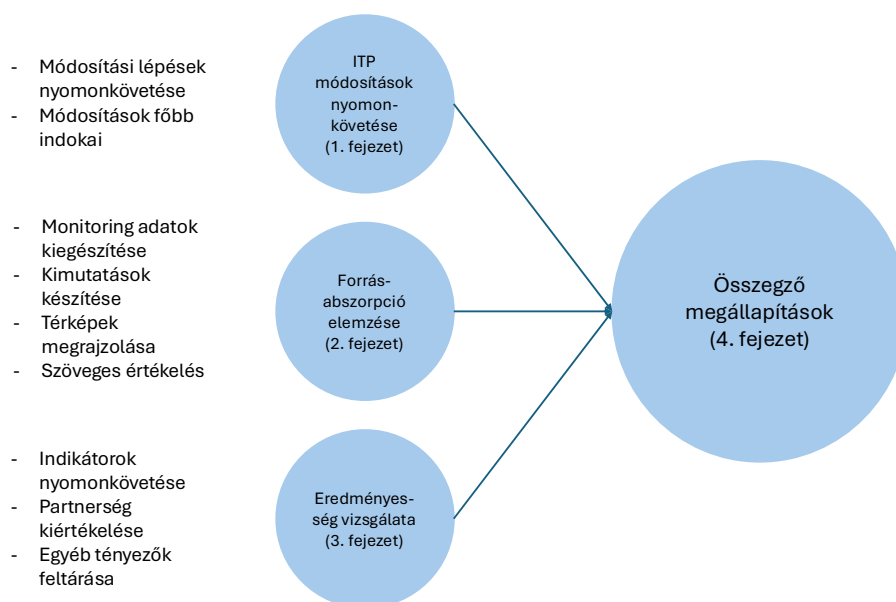 - Módosítási lépések
nyomonkövetése
- Módosítások főbb
indokai
ITP
módosítások
nyomon-
követése
(1. fejezet)
- Monitoring adatok
kiegészítése
- Kimutatások
készítése
- Térképek
megrajzolása
- Szöveges értékelés
Forrás-
abszorpció
elemzése
(2. fejezet)
- Indikátorok
nyomonkövetése
- Partnerség
kiértékelése
- Egyéb tényezők
feltárása
Eredményes-
ség vizsgálata
(3. fejezet)
Összegző
megállapítások
(4. fejezet)